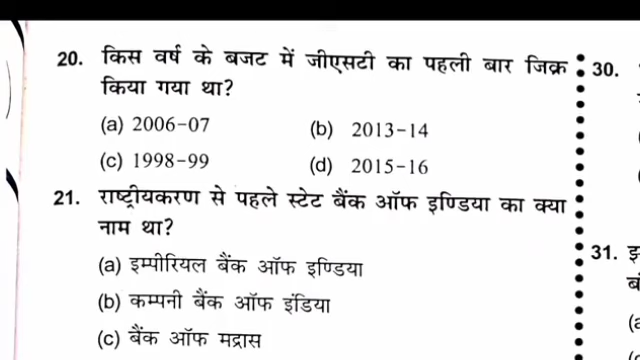 20. किस वर्ष के बजट में जीएसटी का पहली बार जिक्र
किया गया था?
(a) 2006-07 (b) 2013-14
(c) 1998-99 (d) 2015-16
21. राष्ट्रीयकरण से पहले स्टेट बैंक ऑफ इण्डिया का क्या
नाम था?
(a) इम्पीरियल बैंक ऑफ इण्डिया
(b) कम्पनी बैंक ऑफ इंडिया
(c) बैंक ऑफ मद्रास
30.
31.